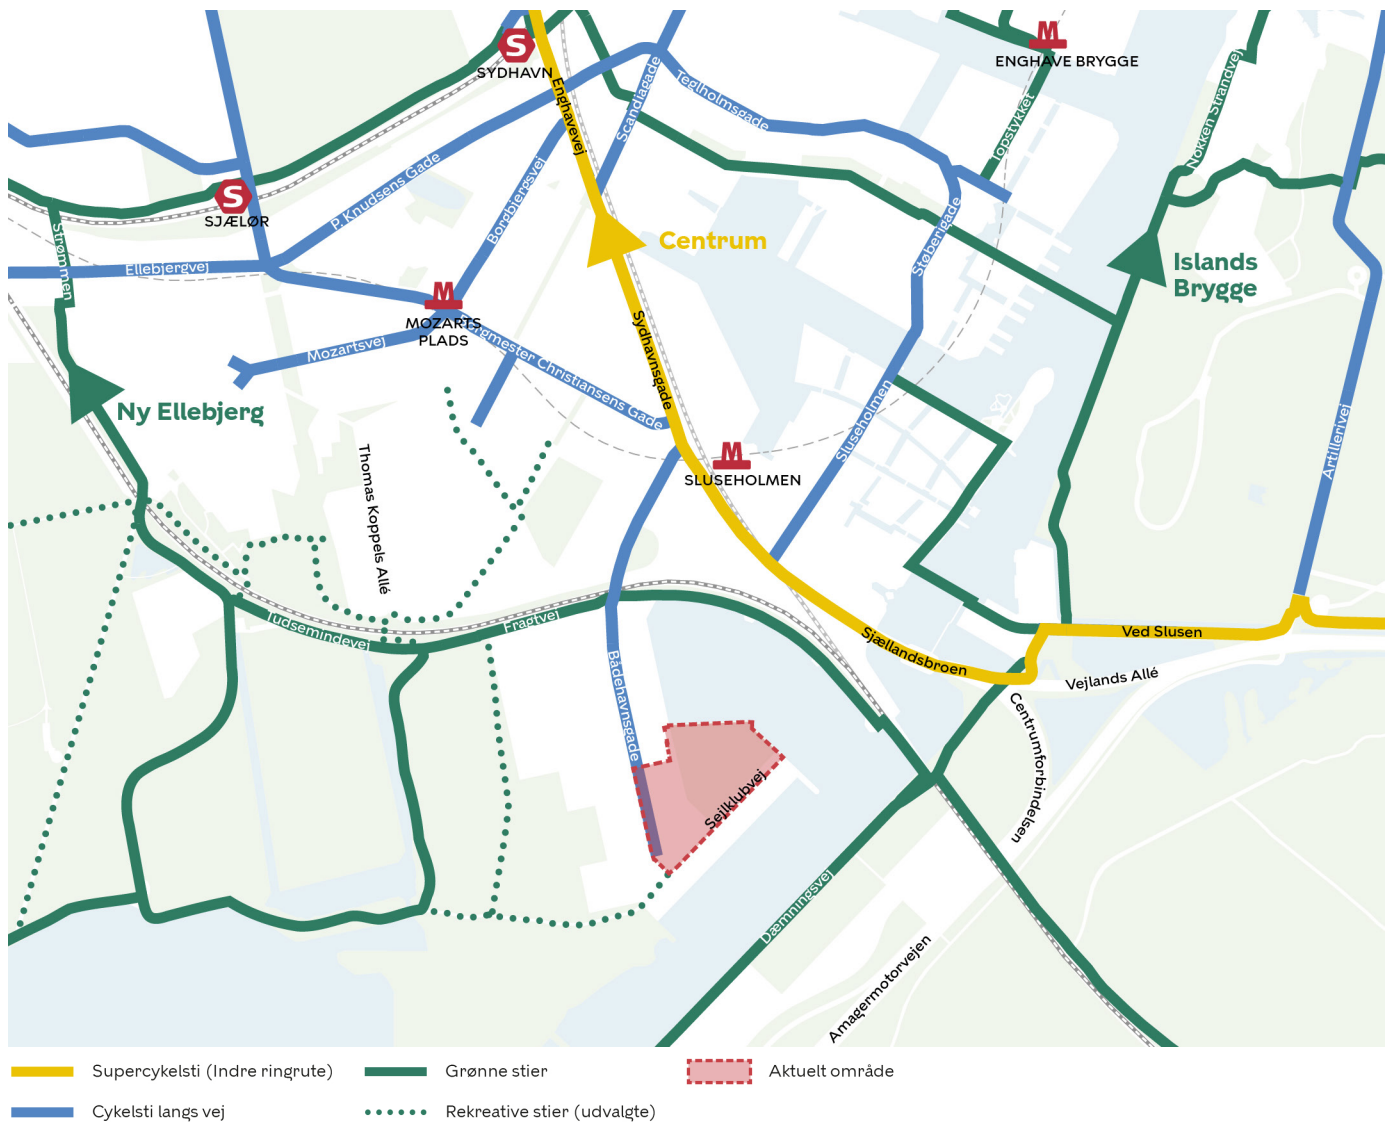 S
SYDHAVN
M
ENGHAVE BRYGGE
Enghavevej
Scandiagade
Teglholmsgade
Topstykket
Nokken Strandvej
S
SJÆLØR
P. Knudsens Gade
Borgbjergsvej
Strømmen
Ellebjergvej
Centrum
Støberigade
Islands
Brygge
M
MOZARTS
PLADS
Mozartsvej
Borgmester Christiansens Gade
Sydhavnsgade
Ny Ellebjerg
Thomas Koppels Allé
M
SLUSEHOLMEN
Sluseholmen
Artillerivej
Tudsemindevej
Fragtvej
Bådehavnsgade
Sjællandsbroen
Ved Slusen
Vejlands Allé
Centrumforbindelsen
Sejlklubvej
Dæmningsvej
Amagermotorvejen
Supercykelsti (Indre ringrute)
Grønne stier
Aktuelt område
Cykelsti langs vej
Rekreative stier (udvalgte)